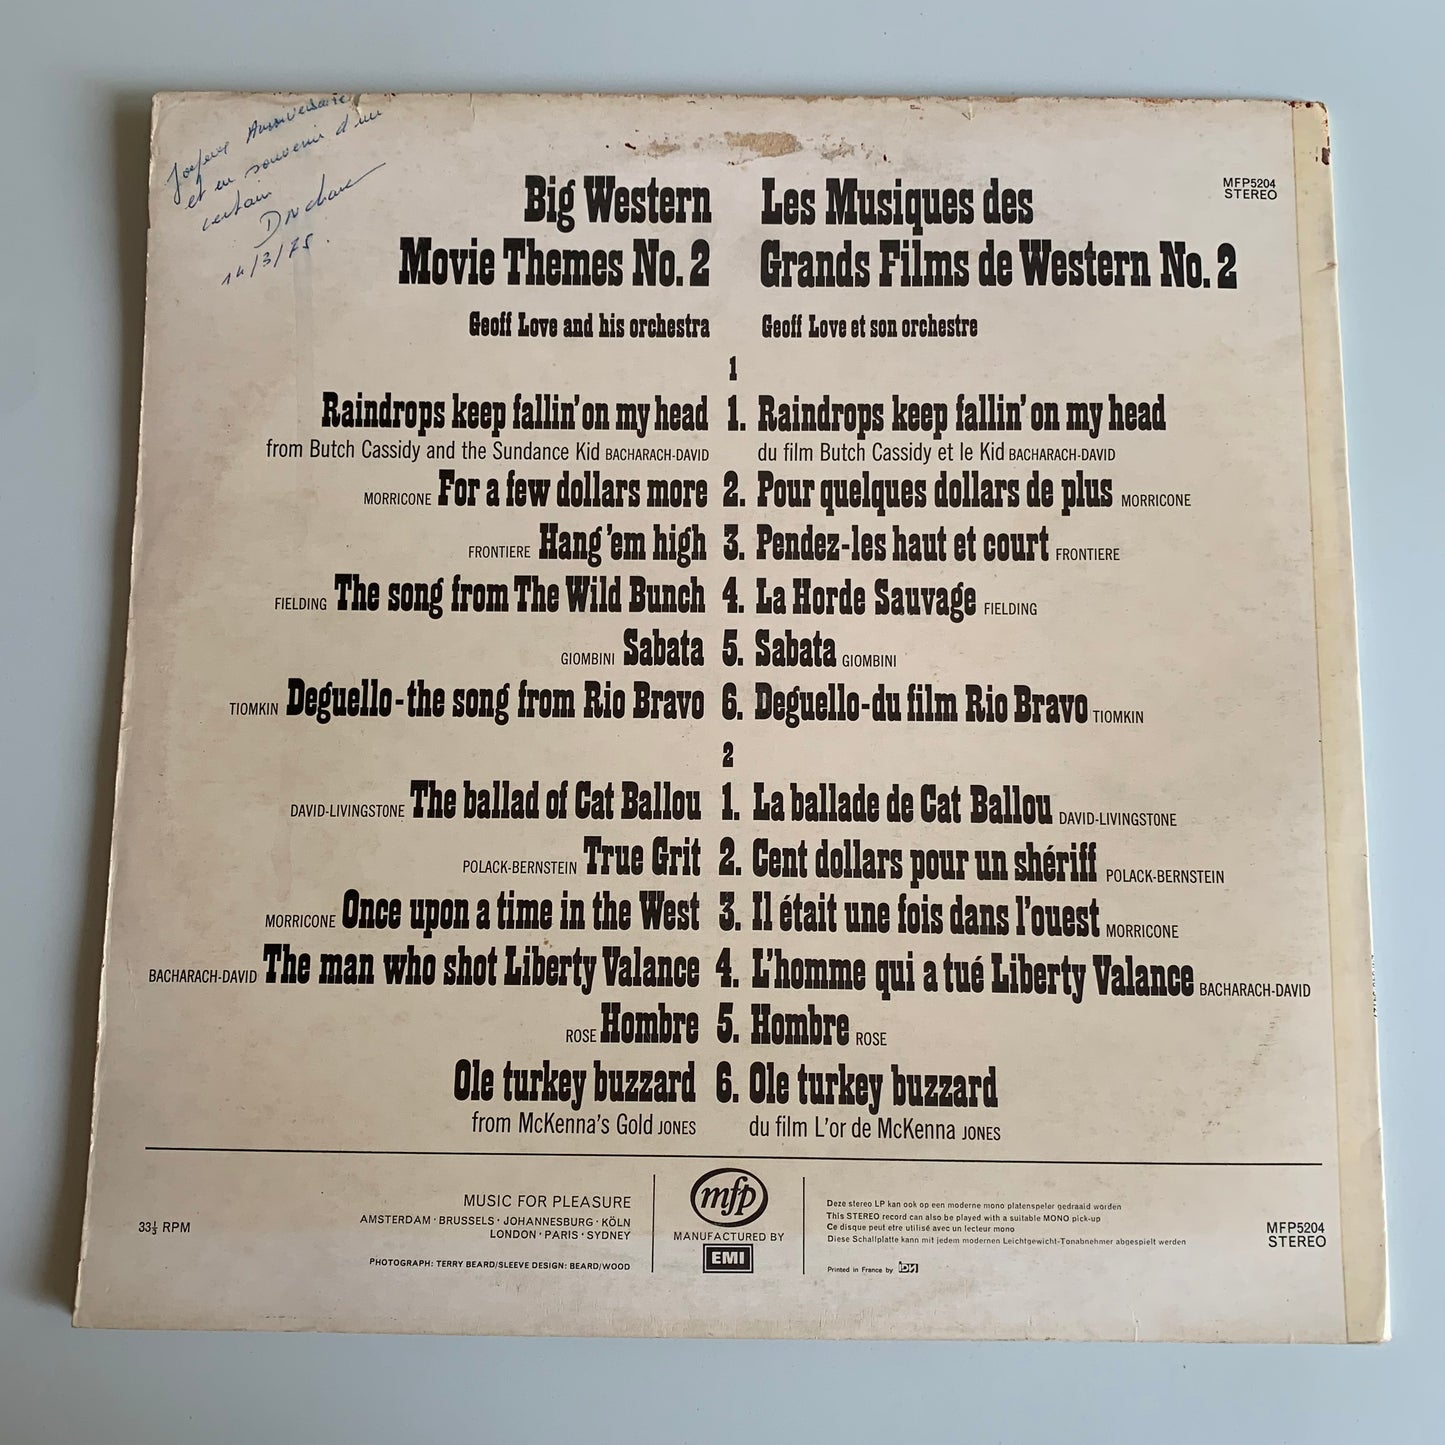 Joyeux Anniversaire
et en souvenir d'un
certain
14/3/75.
MFP5204
STEREO
Big Western
Movie Themes No. 2
Geoff Love and his orchestra
Les Musiques des
Grands Films de Western No. 2
Geoff Love et son orchestre
1
Raindrops keep fallin' on my head 1. Raindrops keep fallin' on my head
from Butch Cassidy and the Sundance Kid BACHARACH-DAVID du film Butch Cassidy et le Kid BACHARACH-DAVID
MORRICONE For a few dollars more 2. Pour quelques dollars de plus MORRICONE
FRONTIERE Hang 'em high 3. Pendez-les haut et court FRONTIERE
FIELDING The song from The Wild Bunch 4. La Horde Sauvage FIELDING
GIOMBINI Sabata 5. Sabata GIOMBINI
TIOMKIN Deguello-the song from Rio Bravo 6. Deguello-du film Rio Bravo TIOMKIN
2
DAVID-LIVINGSTONE The ballad of Cat Ballou 1. La ballade de Cat Ballou DAVID-LIVINGSTONE
POLACK-BERNSTEIN True Grit 2. Cent dollars pour un shériff POLACK-BERNSTEIN
MORRICONE Once upon a time in the West 3. Il était une fois dans l'ouest MORRICONE
BACHARACH-DAVID The man who shot Liberty Valance 4. L'homme qui a tué Liberty Valance BACHARACH-DAVID
ROSE Hombre 5. Hombre ROSE
Ole turkey buzzard 6. Ole turkey buzzard
from McKenna's Gold JONES du film L'or de McKenna JONES
33⅓ RPM
MUSIC FOR PLEASURE
AMSTERDAM · BRUSSELS · JOHANNESBURG · KÖLN
LONDON · PARIS · SYDNEY
PHOTOGRAPH: TERRY BEARD/SLEEVE DESIGN: BEARD/WOOD
mfp
MANUFACTURED BY
EMI
Deze stereo LP kan ook op een moderne mono platenspelar gedraaid worden
This STEREO record can also be played with a suitable MONO pick-up
Ce disque peut etre utilisé avec un lecteur mono
Diese Schallplatte kann mit jedem modernen Leichtgewicht-Tonabnehmer abgespielt werden
Printed in France by
MFP5204
STEREO